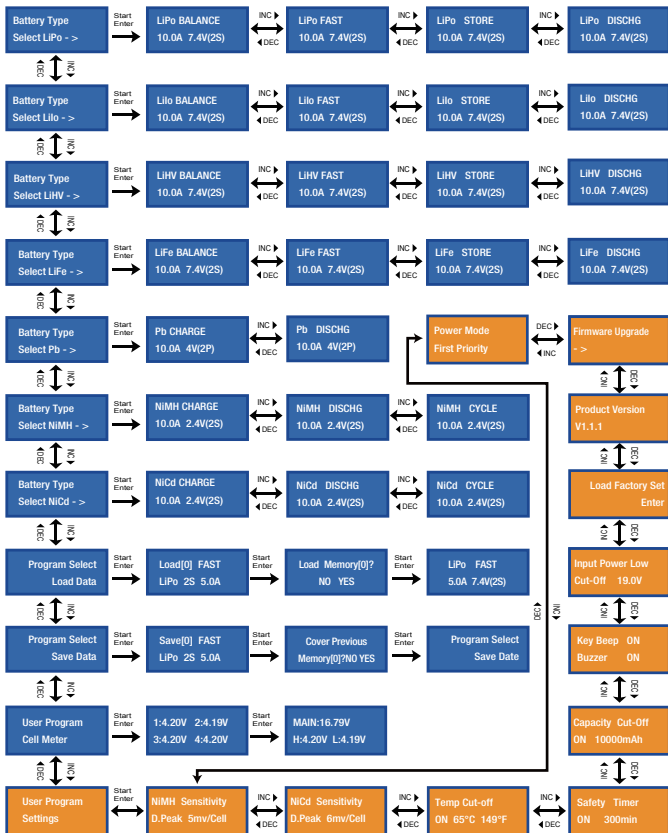 Battery Type
Select LiPo - >
Start
Enter
LiPo BALANCE
10.0A 7.4V(2S)
INC
DEC
LiPo FAST
10.0A 7.4V(2S)
INC
DEC
LiPo STORE
10.0A 7.4V(2S)
INC
DEC
LiPo DISCHG
10.0A 7.4V(2S)
DEC
INC
Battery Type
Select Lilo - >
Start
Enter
Lilo BALANCE
10.0A 7.4V(2S)
INC
DEC
Lilo FAST
10.0A 7.4V(2S)
INC
DEC
Lilo STORE
10.0A 7.4V(2S)
INC
DEC
Lilo DISCHG
10.0A 7.4V(2S)
DEC
INC
Battery Type
Select LiHV - >
Start
Enter
LiHV BALANCE
10.0A 7.4V(2S)
INC
DEC
LiHV FAST
10.0A 7.4V(2S)
INC
DEC
LiHV STORE
10.0A 7.4V(2S)
INC
DEC
LiHV DISCHG
10.0A 7.4V(2S)
DEC
INC
Battery Type
Select LiFe - >
Start
Enter
LiFe BALANCE
10.0A 7.4V(2S)
INC
DEC
LiFe FAST
10.0A 7.4V(2S)
INC
DEC
LiFe STORE
10.0A 7.4V(2S)
INC
DEC
LiFe DISCHG
10.0A 7.4V(2S)
DEC
INC
Battery Type
Select Pb - >
Start
Enter
Pb CHARGE
10.0A 4V(2P)
INC
DEC
Pb DISCHG
10.0A 4V(2P)
Power Mode
First Priority
DEC
INC
Firmware Upgrade
- >
DEC
INC
INC
DEC
Battery Type
Select NiMH - >
Start
Enter
NiMH CHARGE
10.0A 2.4V(2S)
INC
DEC
NiMH DISCHG
10.0A 2.4V(2S)
INC
DEC
NiMH CYCLE
10.0A 2.4V(2S)
Product Version
V1.1.1
DEC
INC
INC
DEC
Battery Type
Select NiCd - >
Start
Enter
NiCd CHARGE
10.0A 2.4V(2S)
INC
DEC
NiCd DISCHG
10.0A 2.4V(2S)
INC
DEC
NiCd CYCLE
10.0A 2.4V(2S)
Load Factory Set
Enter
DEC
INC
INC
DEC
Program Select
Load Data
Start
Enter
Load[0] FAST
LiPo 2S 5.0A
Start
Enter
Load Memory[0]?
NO YES
Start
Enter
LiPo FAST
5.0A 7.4V(2S)
Input Power Low
Cut-Off 19.0V
DEC
INC
DEC
INC
INC
DEC
Program Select
Save Data
Start
Enter
Save[0] FAST
LiPo 2S 5.0A
Start
Enter
Cover Previous
Memory[0]?NO YES
Start
Enter
Program Select
Save Date
Key Beep ON
Buzzer ON
DEC
INC
INC
DEC
User Program
Cell Meter
Start
Enter
1:4.20V 2:4.19V
3:4.20V 4:4.20V
Start
Enter
MAIN:16.79V
H:4.20V L:4.19V
Capacity Cut-Off
ON 10000mAh
DEC
INC
INC
DEC
User Program
Settings
Start
Enter
NiMH Sensitivity
D.Peak 5mv/Cell
INC
DEC
NiCd Sensitivity
D.Peak 6mv/Cell
INC
DEC
Temp Cut-off
ON 65°C 149°F
INC
DEC
Safety Timer
ON 300min